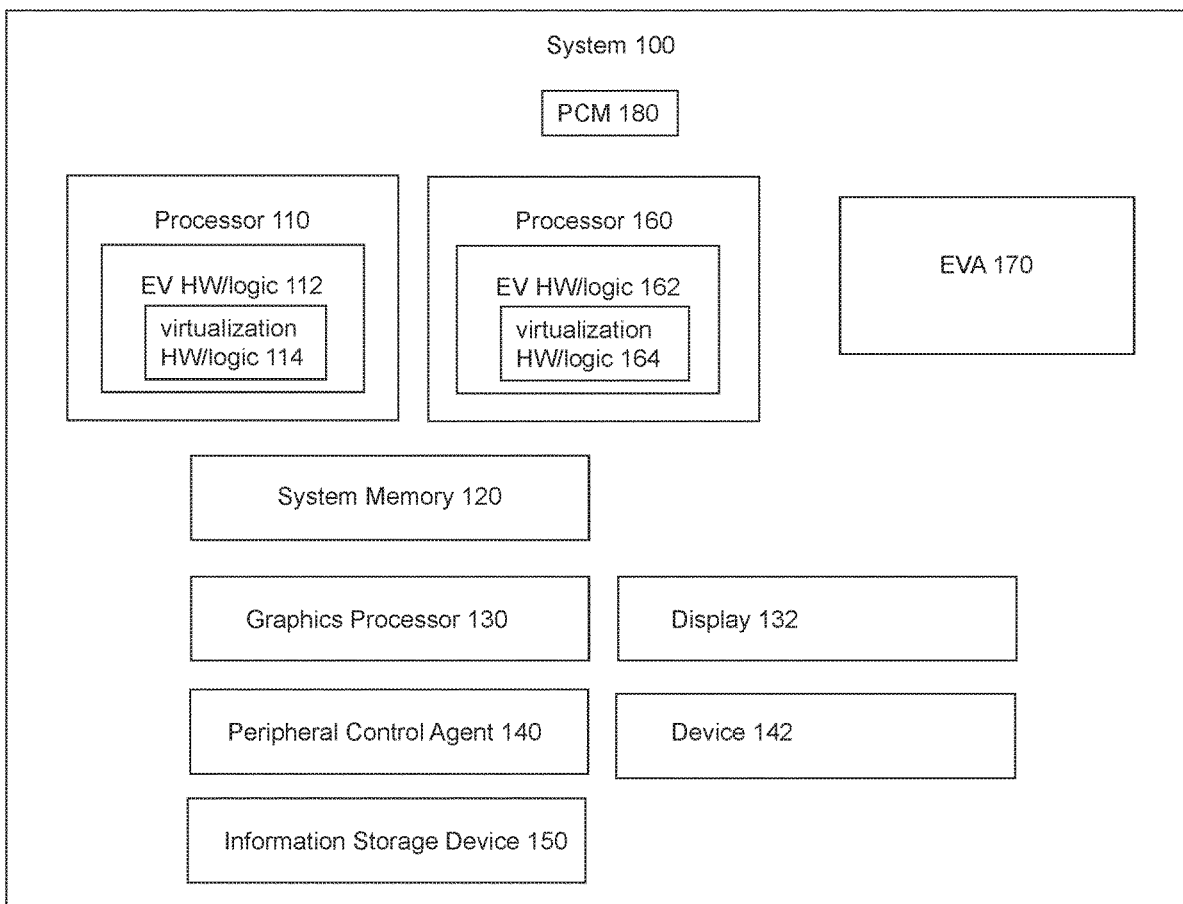 System 100
PCM 180
Processor 110
EV HW/logic 112
virtualization
HW/logic 114
Processor 160
EV HW/logic 162
virtualization
HW/logic 164
EVA 170
System Memory 120
Graphics Processor 130
Display 132
Peripheral Control Agent 140
Device 142
Information Storage Device 150